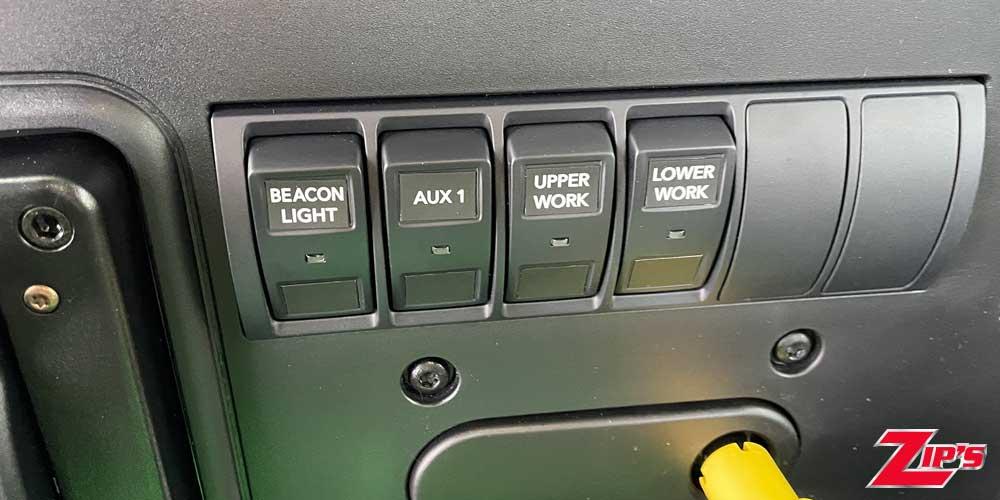 BEACON
LIGHT
AUX 1
UPPER
WORK
LOWER
WORK
ZIP'S